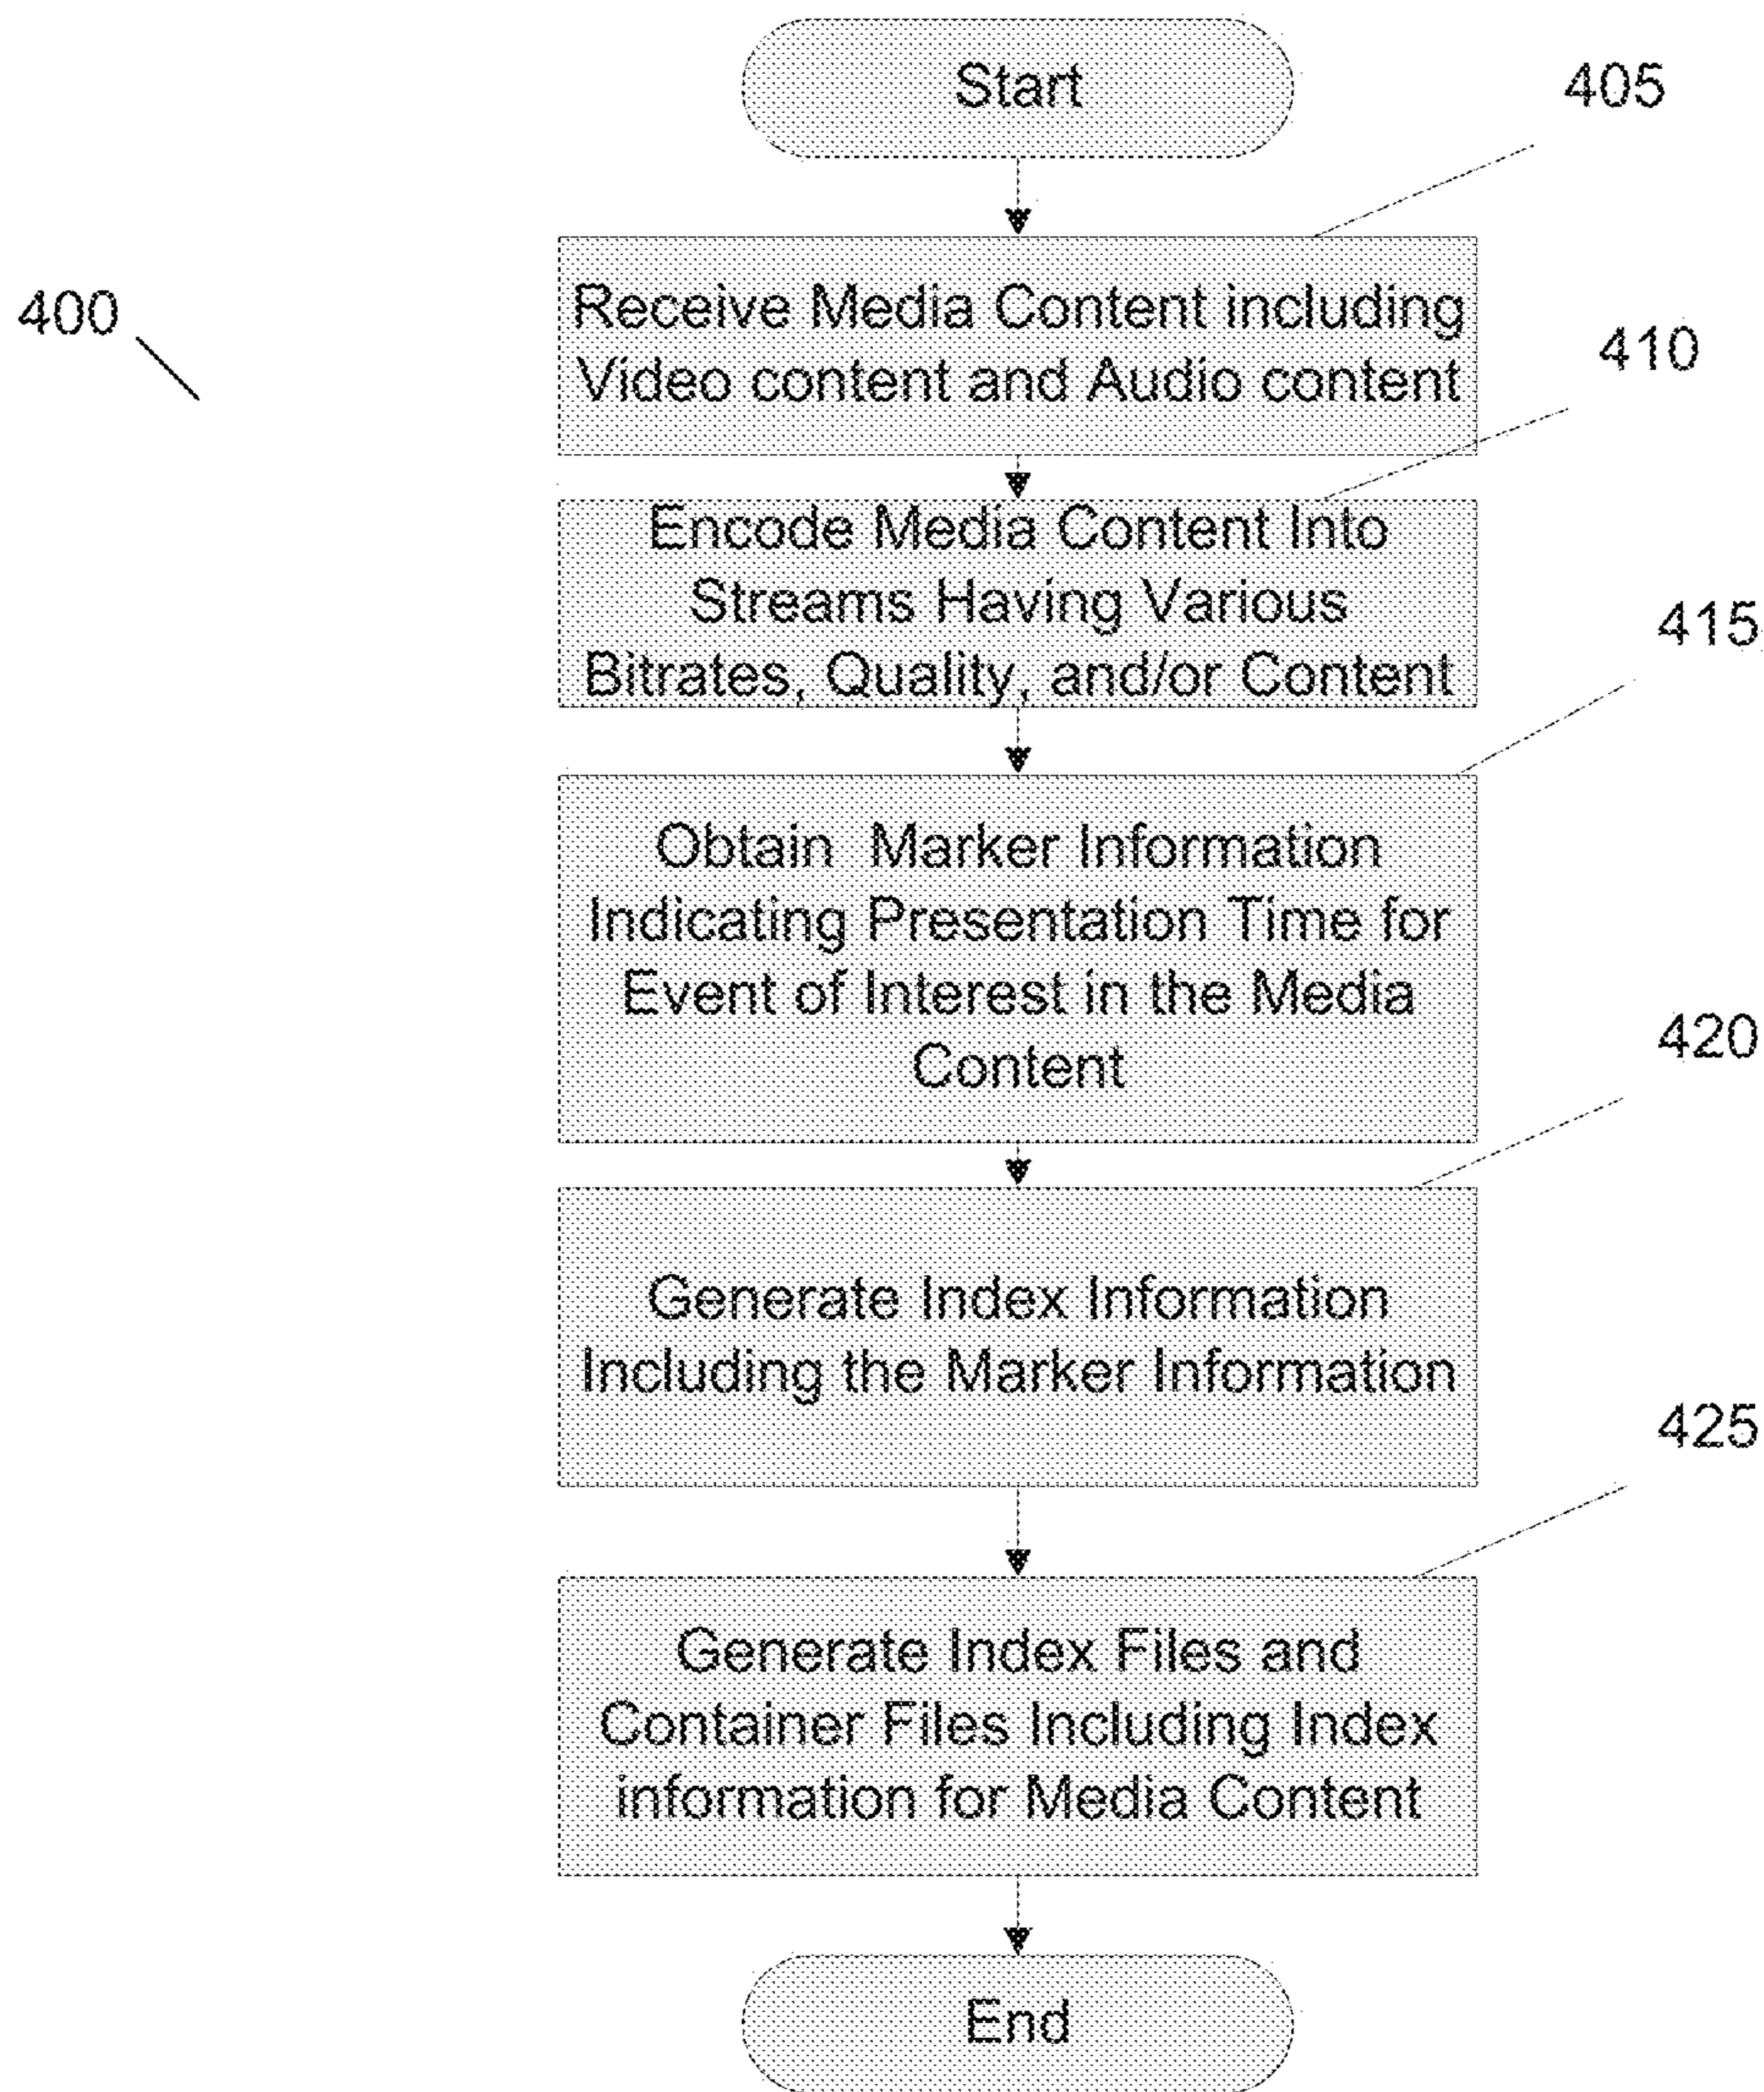 Start
405
400
Receive Media Content including
Video content and Audio content
410
Encode Media Content Into
Streams Having Various
Bitrates, Quality, and/or Content
415
Obtain Marker Information
Indicating Presentation Time for
Event of Interest in the Media
Content
420
Generate Index Information
Including the Marker Information
425
Generate Index Files and
Container Files Including Index
information for Media Content
End